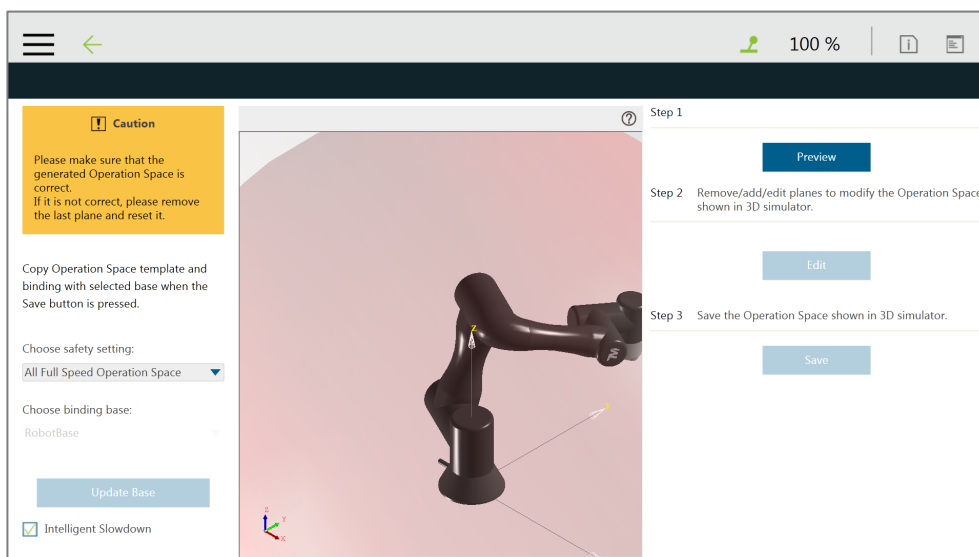 100 %
Caution
Please make sure that the
generated Operation Space is
correct.
If it is not correct, please remove
the last plane and reset it.
Copy Operation Space template and
binding with selected base when the
Save button is pressed.
Choose safety setting:
All Full Speed Operation Space
Choose binding base:
RobotBase
Update Base
Intelligent Slowdown
Z
Z
Y
X
Step 1
Preview
Step 2 Remove/add/edit planes to modify the Operation Space
shown in 3D simulator.
Edit
Step 3 Save the Operation Space shown in 3D simulator.
Save